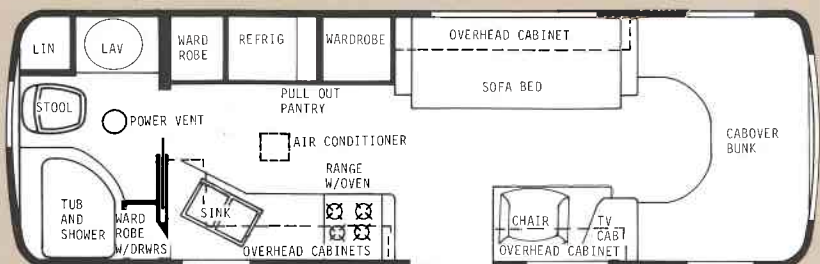 LIN
LAV
WARD
ROBE
REFRIG
WARDROBE
OVERHEAD CABINET
SOFA BED
PULL OUT
PANTRY
STOOL
POWER VENT
AIR CONDITIONER
CABOVER
BUNK
RANGE
W/OVEN
TUB
AND
SHOWER
WARD
ROBE
W/DRWRS
SINK
OVERHEAD CABINETS
CHAIR
TV
CAB
OVERHEAD CABINET